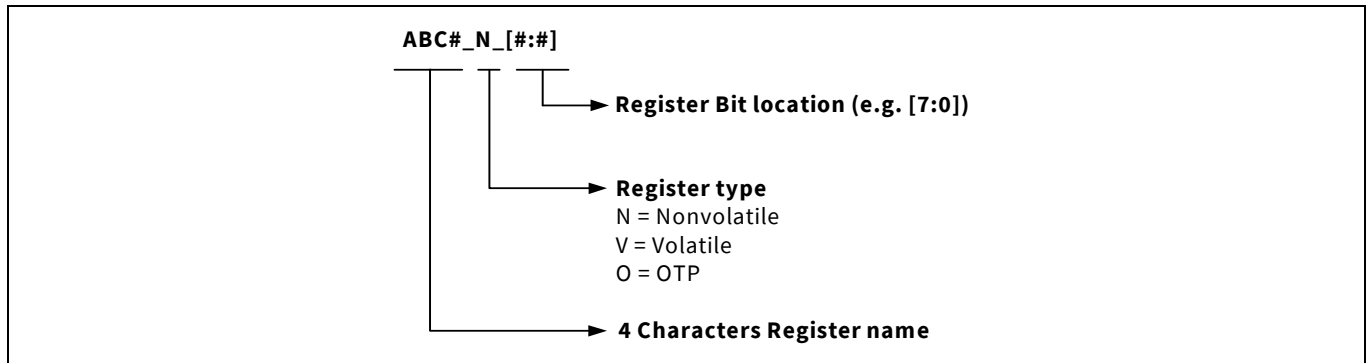 ABC#_N_[#:#]
Register Bit location (e.g. [7:0])
Register type
N = Nonvolatile
V = Volatile
O = OTP
4 Characters Register name